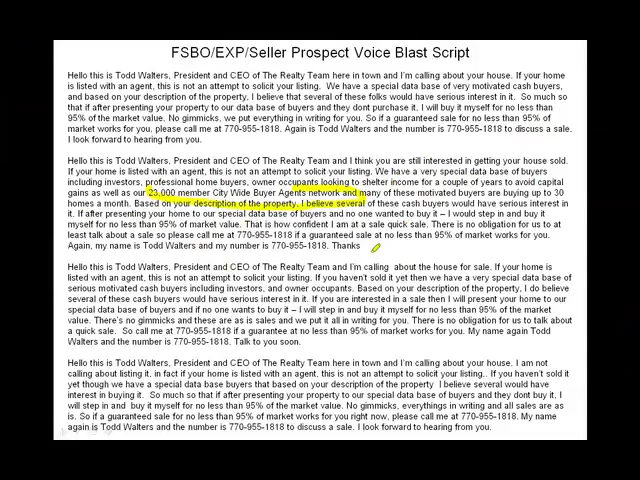 FSBO/EXP/Seller Prospect Voice Blast Script
Hello this is Todd Walters, President and CEO of The Realty Team here in town and I'm calling about your house. If your home
is listed with an agent, this is not an attempt to solicit your listing.  We have a special data base of very motivated cash buyers,
and based on your description of the property, I believe that several of these folks would have serious interest in it.  So much so
that if after presenting your property to our data base of buyers and they dont purchase it, I will buy it myself for no less than
95% of the market value. No gimmicks, we put everything in writing for you.  So if a guaranteed sale for no less than 95% of
market works for you, please call me at 770-955-1818. Again is Todd Walters and the number is 770-955-1818 to discuss a sale.
I look forward to hearing from you.
Hello this is Todd Walters, President and CEO of The Realty Team and I think you are still interested in getting your house sold.
If your home is listed with an agent, this is not an attempt to solicit your listing. We have a very special data base of buyers
including investors, professional home buyers, owner occupants looking to shelter income for a couple of years to avoid capital
gains as well as our 23,000 member City Wide Buyer Agents network and many of these motivated buyers are buying up to 30
homes a month. Based on your description of the property, I believe several of these cash buyers would have serious interest in
it. If after presenting your home to our special data base of buyers and no one wanted to buy it – I would step in and buy it
myself for no less than 95% of market value. That is how confident I am at a sale quick sale. There is no obligation for us to at
least talk about a sale so please call me at 770-955-1818 if a guaranteed sale at no less than 95% of market works for you.
Again, my name is Todd Walters and my number is 770-955-1818. Thanks
Hello this is Todd Walters, President and CEO of The Realty Team and I'm calling  about the house for sale. If your home is
listed with an agent, this is not an attempt to solicit your listing. If you haven't sold it yet then we have a very special data base of
serious motivated cash buyers including investors, and owner occupants. Based on your description of the property, I do believe
several of these cash buyers would have serious interest in it. If you are interested in a sale then I will present your home to our
special data base of buyers and if no one wants to buy it – I will step in and buy it myself for no less than 95% of the market
value. There's no gimmicks and these are as is sales and we put it all in writing for you. There is no obligation for us to talk about
a quick sale.  So call me at 770-955-1818 if a guarantee at no less than 95% of market works for you. My name again Todd
Walters and the number is 770-955-1818. Talk to you soon.
Hello this is Todd Walters, President and CEO of The Realty Team here in town and I'm calling about your house. I am not
calling about listing it, in fact if your home is listed with an agent, this is not an attempt to solicit your listing.. If you haven't sold it
yet though we have a special data base of buyers that based on your description of the property  I believe several would have
interest in buying it.  So much so that if after presenting your property to our special data base of buyers and they dont buy it, I
will step in and  buy it myself for no less than 95% of the market value. No gimmicks, everything in writing and all sales are as
is. So if a guaranteed sale for no less than 95% of market works for you right now, please call me at 770-955-1818. My name
again is Todd Walters and the number is 770-955-1818 to discuss a sale. I look forward to hearing from you.